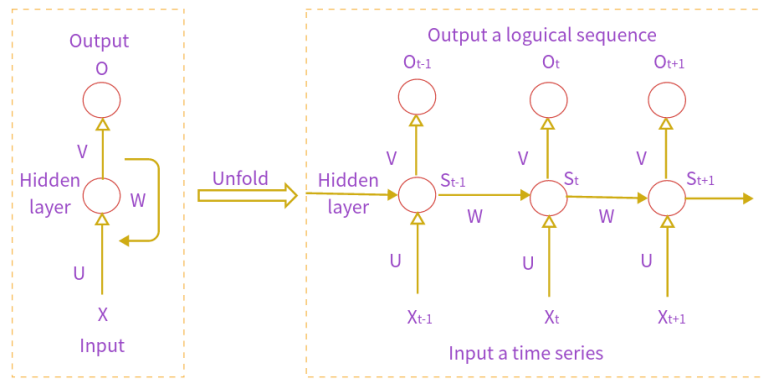 Output
O
V
Hidden
layer
W
U
X
Input
Unfold
Output a loguical sequence
Ot-1
Ot
Ot+1
V
V
V
Hidden
layer
St-1
St
St+1
W
W
U
U
U
Xt-1
Xt
Xt+1
Input a time series